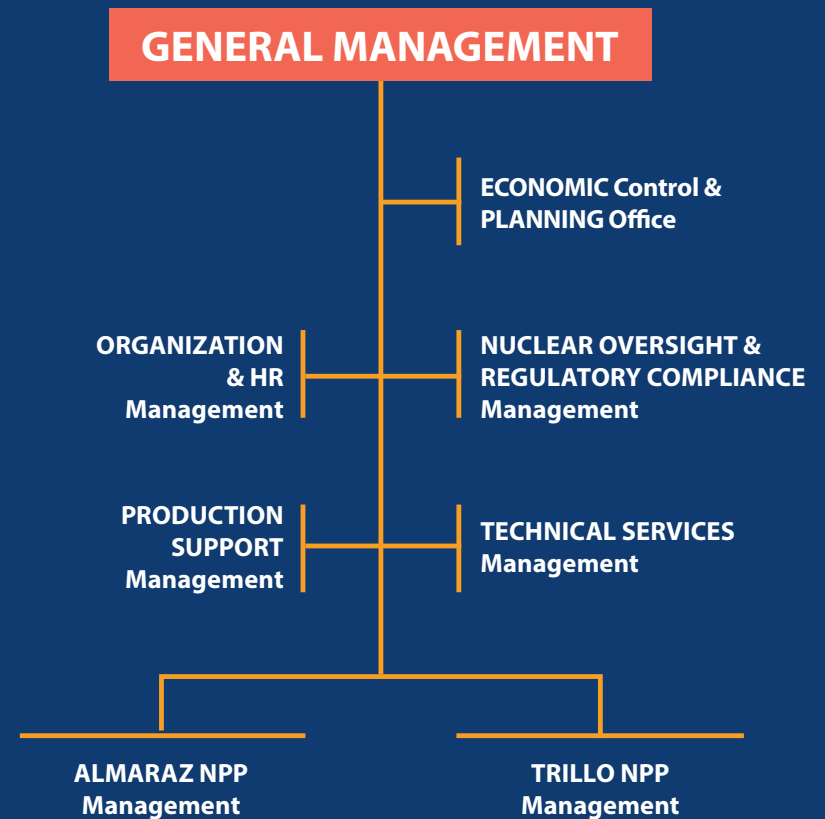 GENERAL MANAGEMENT
ECONOMIC Control &
PLANNING Office
ORGANIZATION
& HR
Management
NUCLEAR OVERSIGHT &
REGULATORY COMPLIANCE
Management
PRODUCTION
SUPPORT
Management
TECHNICAL SERVICES
Management
ALMARAZ NPP
Management
TRILLO NPP
Management